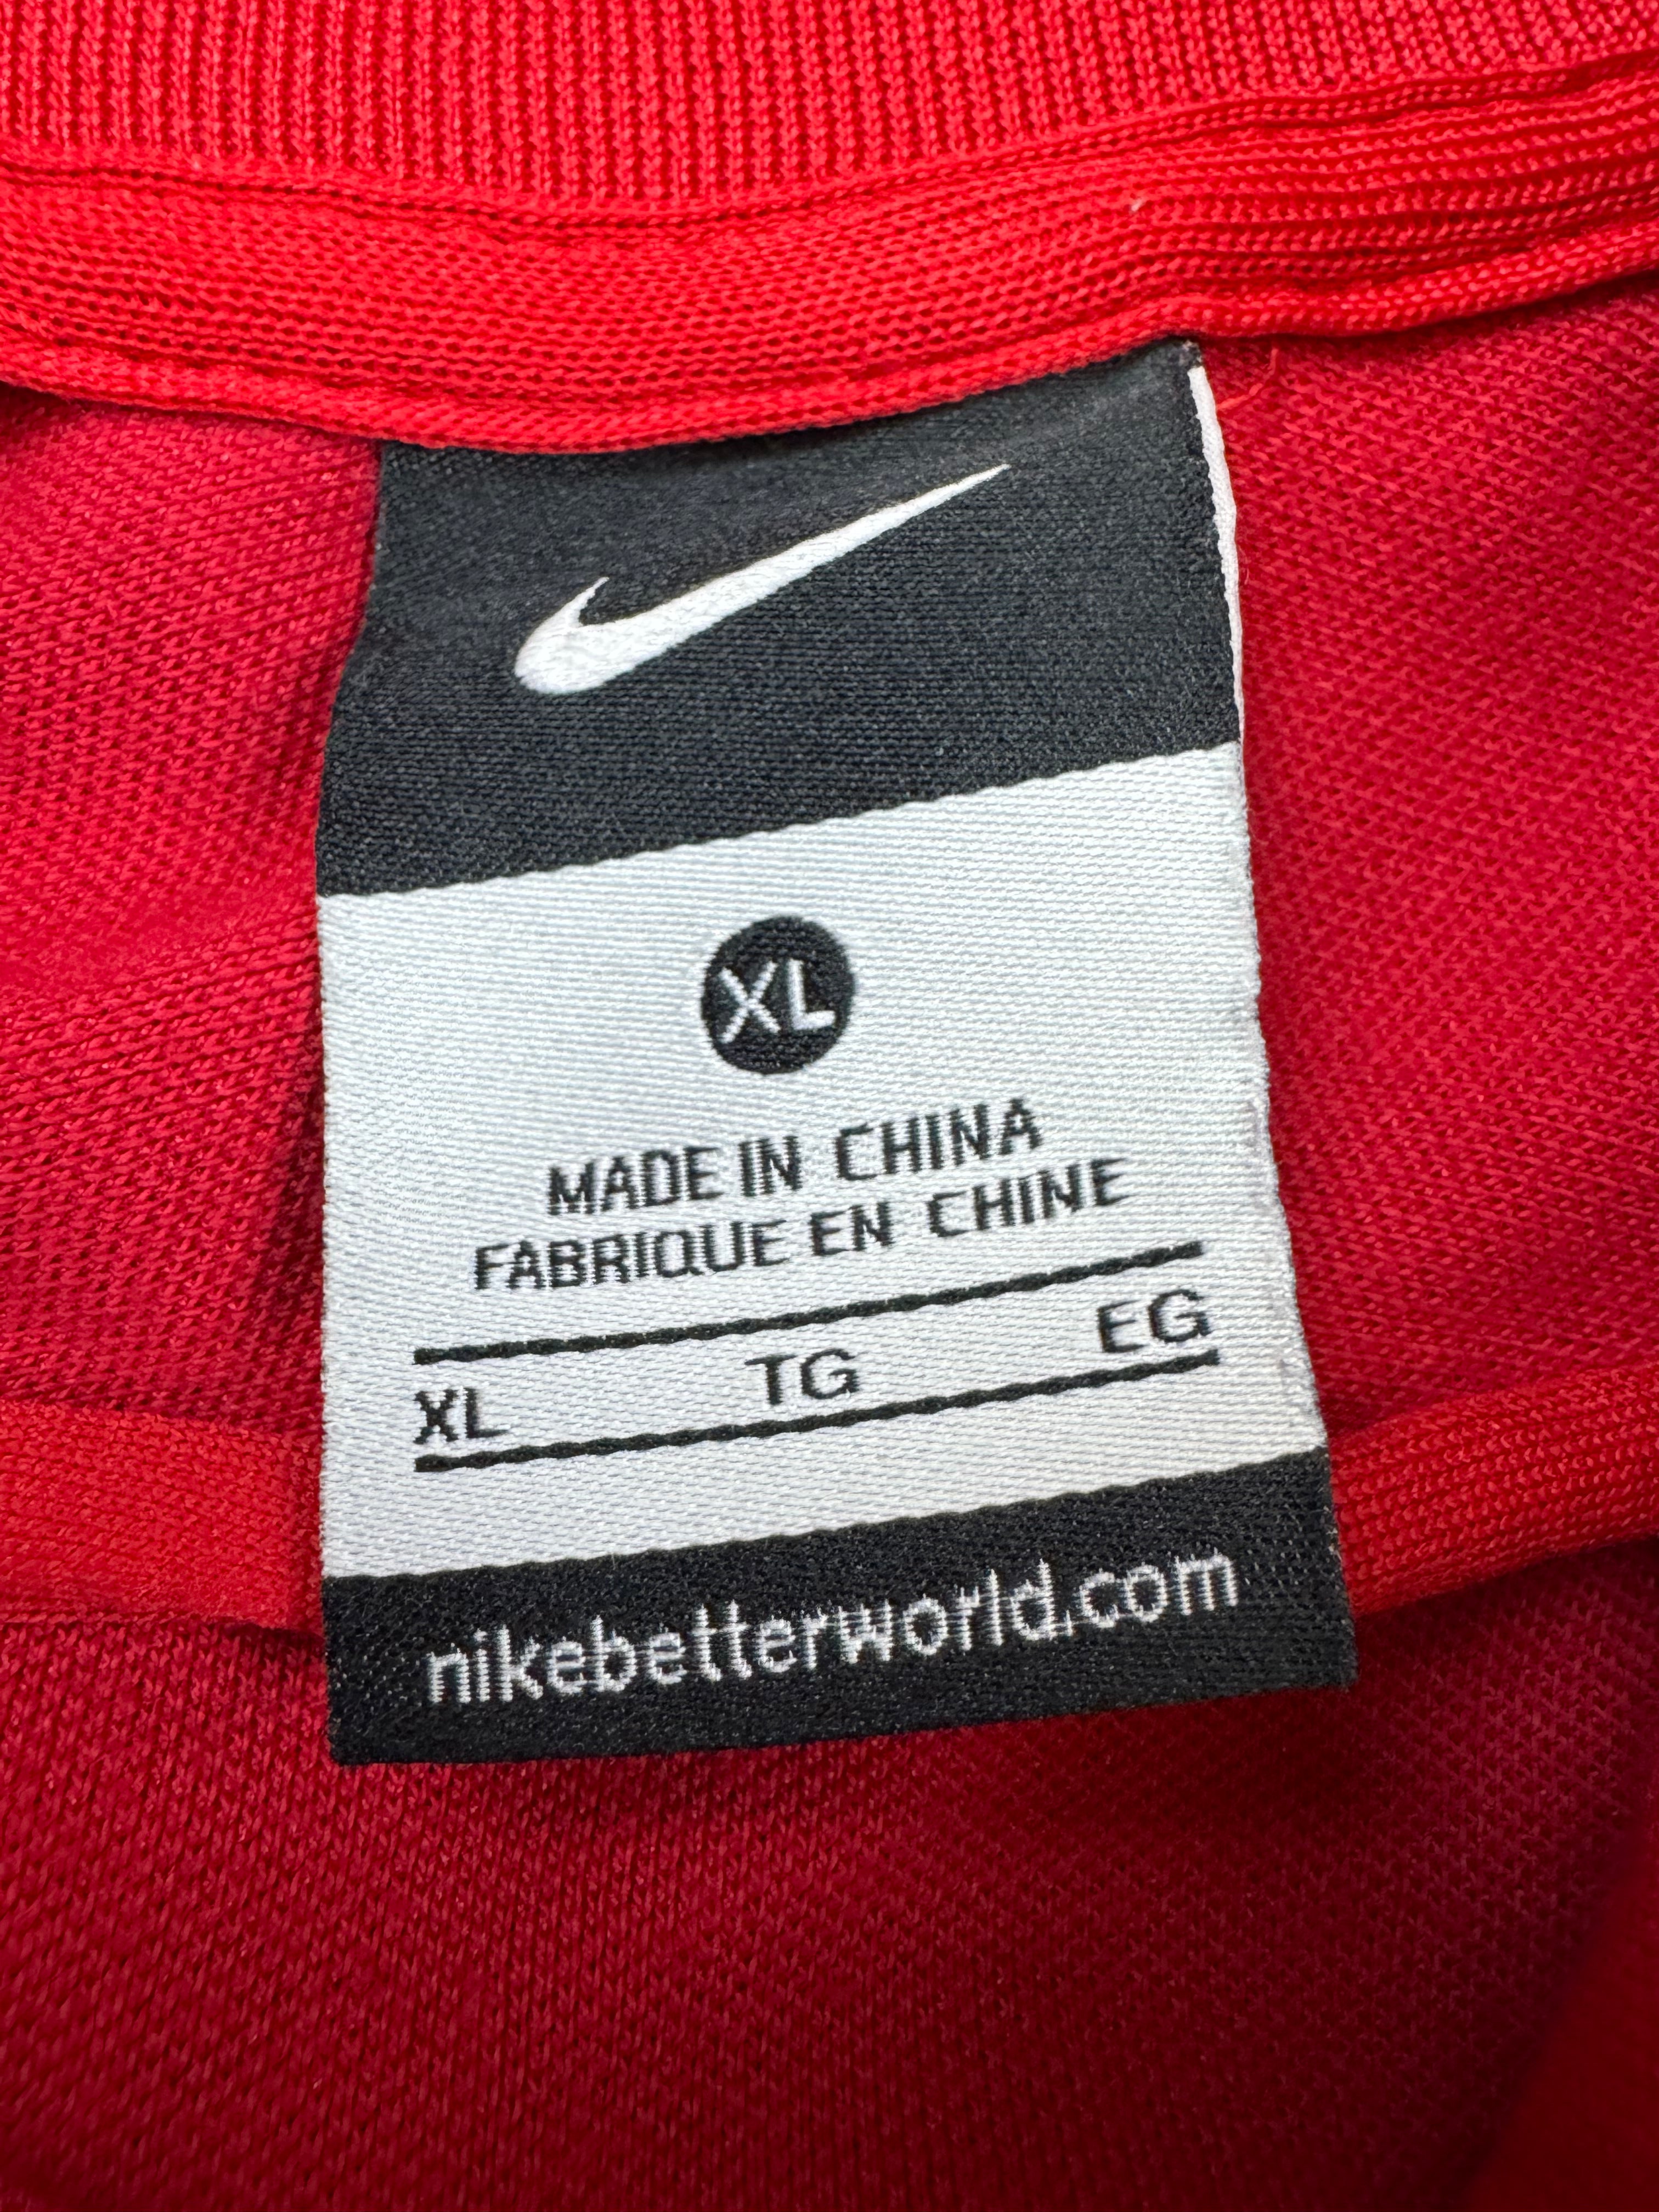 XL
MADE IN CHINA
FABRIQUE EN CHINE
XL TG EG
nikebetterworld.com